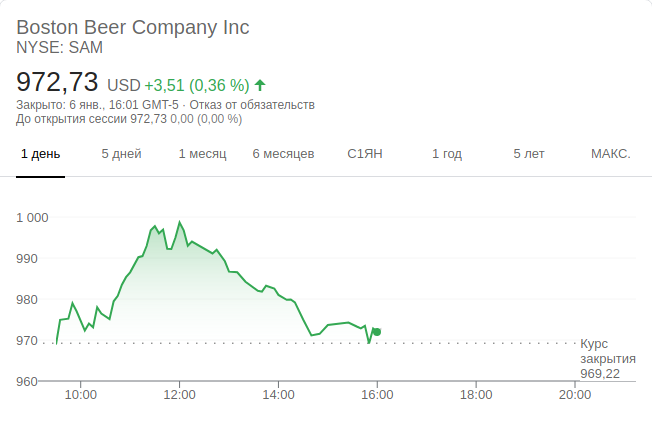 Boston Beer Company Inc
NYSE: SAM
972,73 USD +3,51 (0,36 %)
Закрыто: 6 янв., 16:01 GMT-5 · Отказ от обязательств
До открытия сессии 972,73 0,00 (0,00 %)
1 день 5 дней 1 месяц 6 месяцев С1ЯН 1 год 5 лет МАКС.
1 000
990
980
970
960
Курс
закрытия
969,22
10:00 12:00 14:00 16:00 18:00 20:00